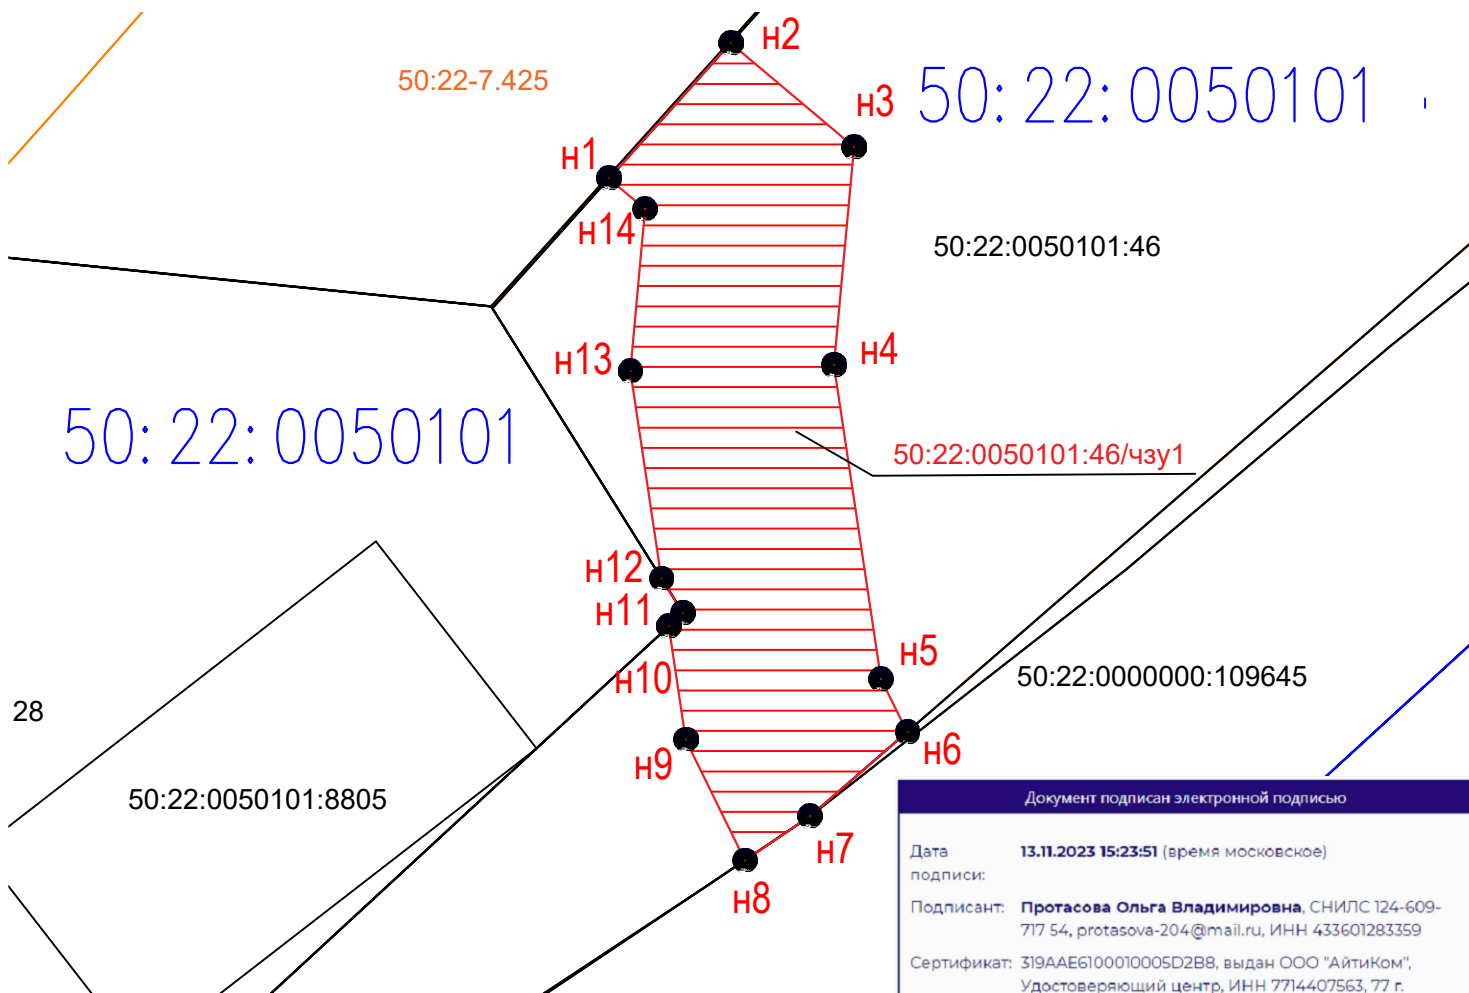 н2
50:22-7.425
50:22:0050101
н3
н1
н14
50:22:0050101:46
н13
н4
50:22:0050101
50:22:0050101:46/чзу1
н12
н11
н5
н10
50:22:0000000:109645
28
н6
н9
50:22:0050101:8805
н7
н8
Документ подписан электронной подписью
Дата подписи: 13.11.2023 15:23:51 (время московское)
Подписант: Протасова Ольга Владимировна, СНИЛС 124-609-
717 54, protasova-204@mail.ru, ИНН 433601283359
Сертификат: 319AAE6100010005D2B8, выдан ООО "АйтиКом",
Удостоверяющий центр, ИНН 7714407563, 77 г.